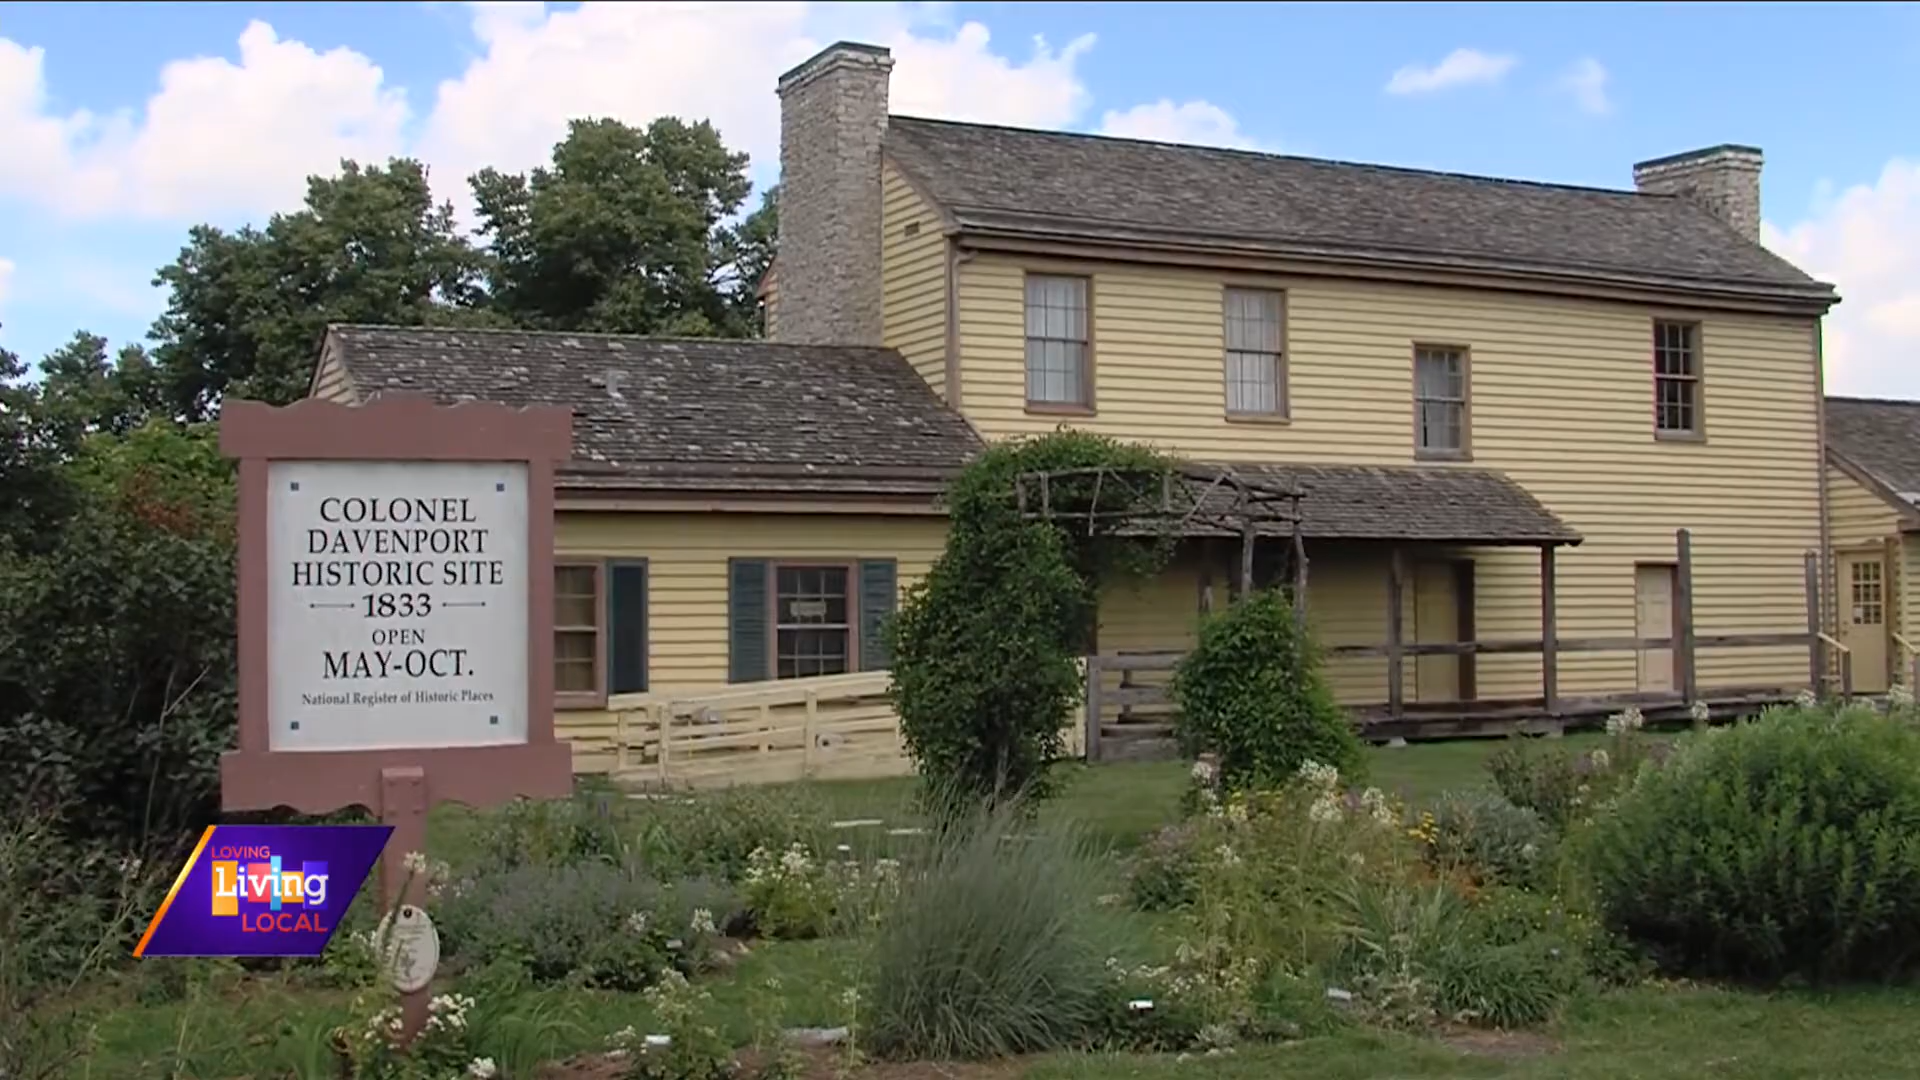 COLONEL
DAVENPORT
HISTORIC SITE
1833
OPEN
MAY-OCT.
National Register of Historic Places
LOVING
Living
LOCAL